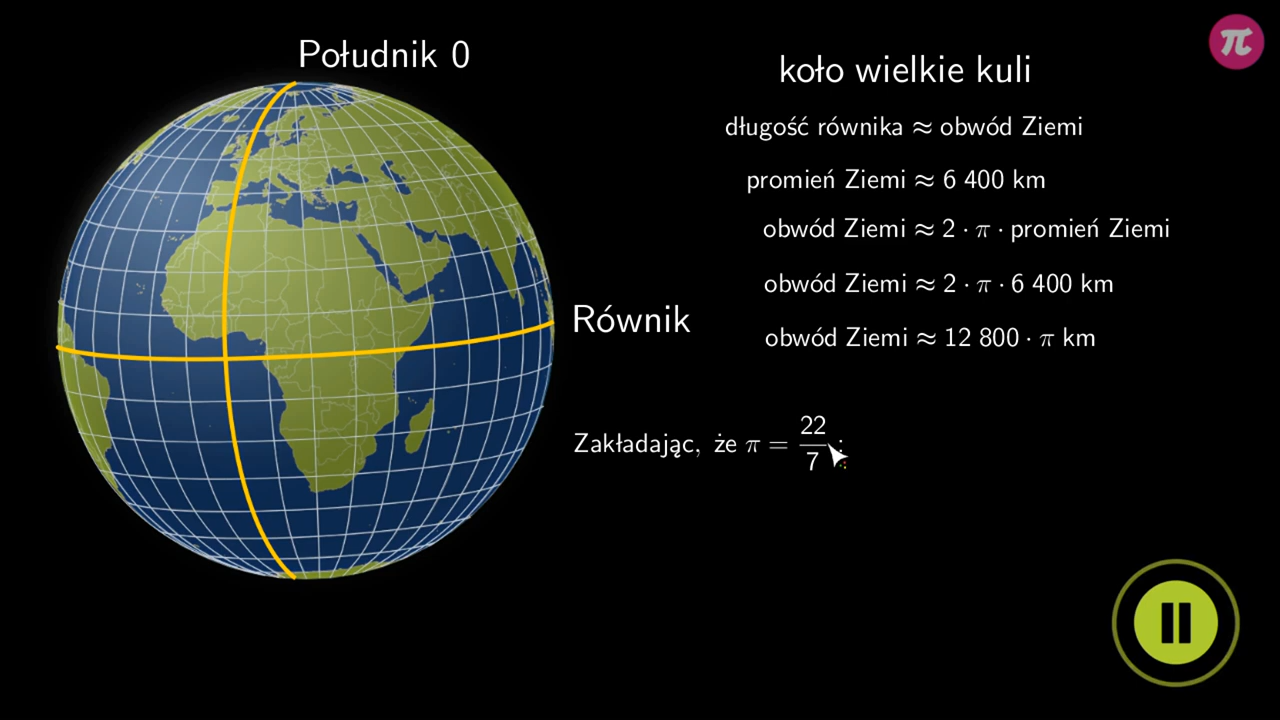 Południk 0
koło wielkie kuli
długość równika ≈ obwód Ziemi
promień Ziemi ≈ 6 400 km
obwód Ziemi ≈ 2 · π · promień Ziemi
obwód Ziemi ≈ 2 · π · 6 400 km
Równik
obwód Ziemi ≈ 12 800 · π km
Zakładając, że π = 22/7 :
π